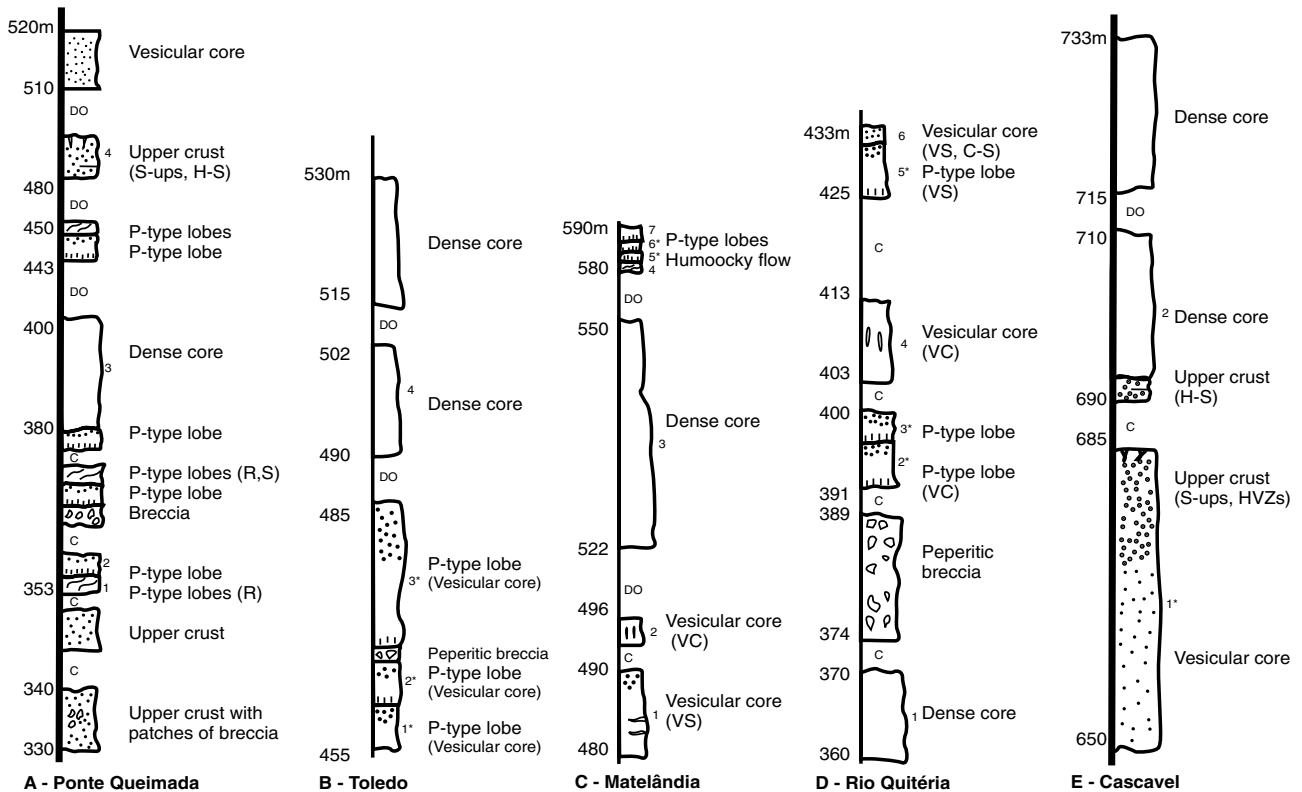 520m
Vesicular core
510
DO
4
Upper crust
(S-ups, H-S)
480
DO
450
P-type lobes
P-type lobe
443
DO
400
Dense core
3
380
P-type lobe
C
P-type lobes (R,S)
P-type lobe
Breccia
C
2
P-type lobe
353
1
P-type lobes (R)
C
Upper crust
C
340
Upper crust with
patches of breccia
330
A - Ponte Queimada
530m
Dense core
515
DO
502
4
Dense core
490
DO
485
P-type lobe
3*
(Vesicular core)
Peperitic breccia
2*
P-type lobe
(Vesicular core)
1*
P-type lobe
(Vesicular core)
455
B - Toledo
590m
7
6*
P-type lobes
5*
Humoocky flow
580
4
DO
550
Dense core
3
522
DO
496
2
Vesicular core
(VC)
C
490
1
Vesicular core
(VS)
480
C - Matelândia
433m
6
Vesicular core
(VS, C-S)
5*
P-type lobe
(VS)
425
C
413
4
Vesicular core
(VC)
403
C
400
3*
P-type lobe
2*
P-type lobe
(VC)
391
C
389
Peperitic
breccia
374
C
370
1
Dense core
360
D - Rio Quitéria
733m
Dense core
715
DO
710
2
Dense core
Upper crust
(H-S)
690
C
685
Upper crust
(S-ups, HVZs)
1*
Vesicular core
650
E - Cascavel